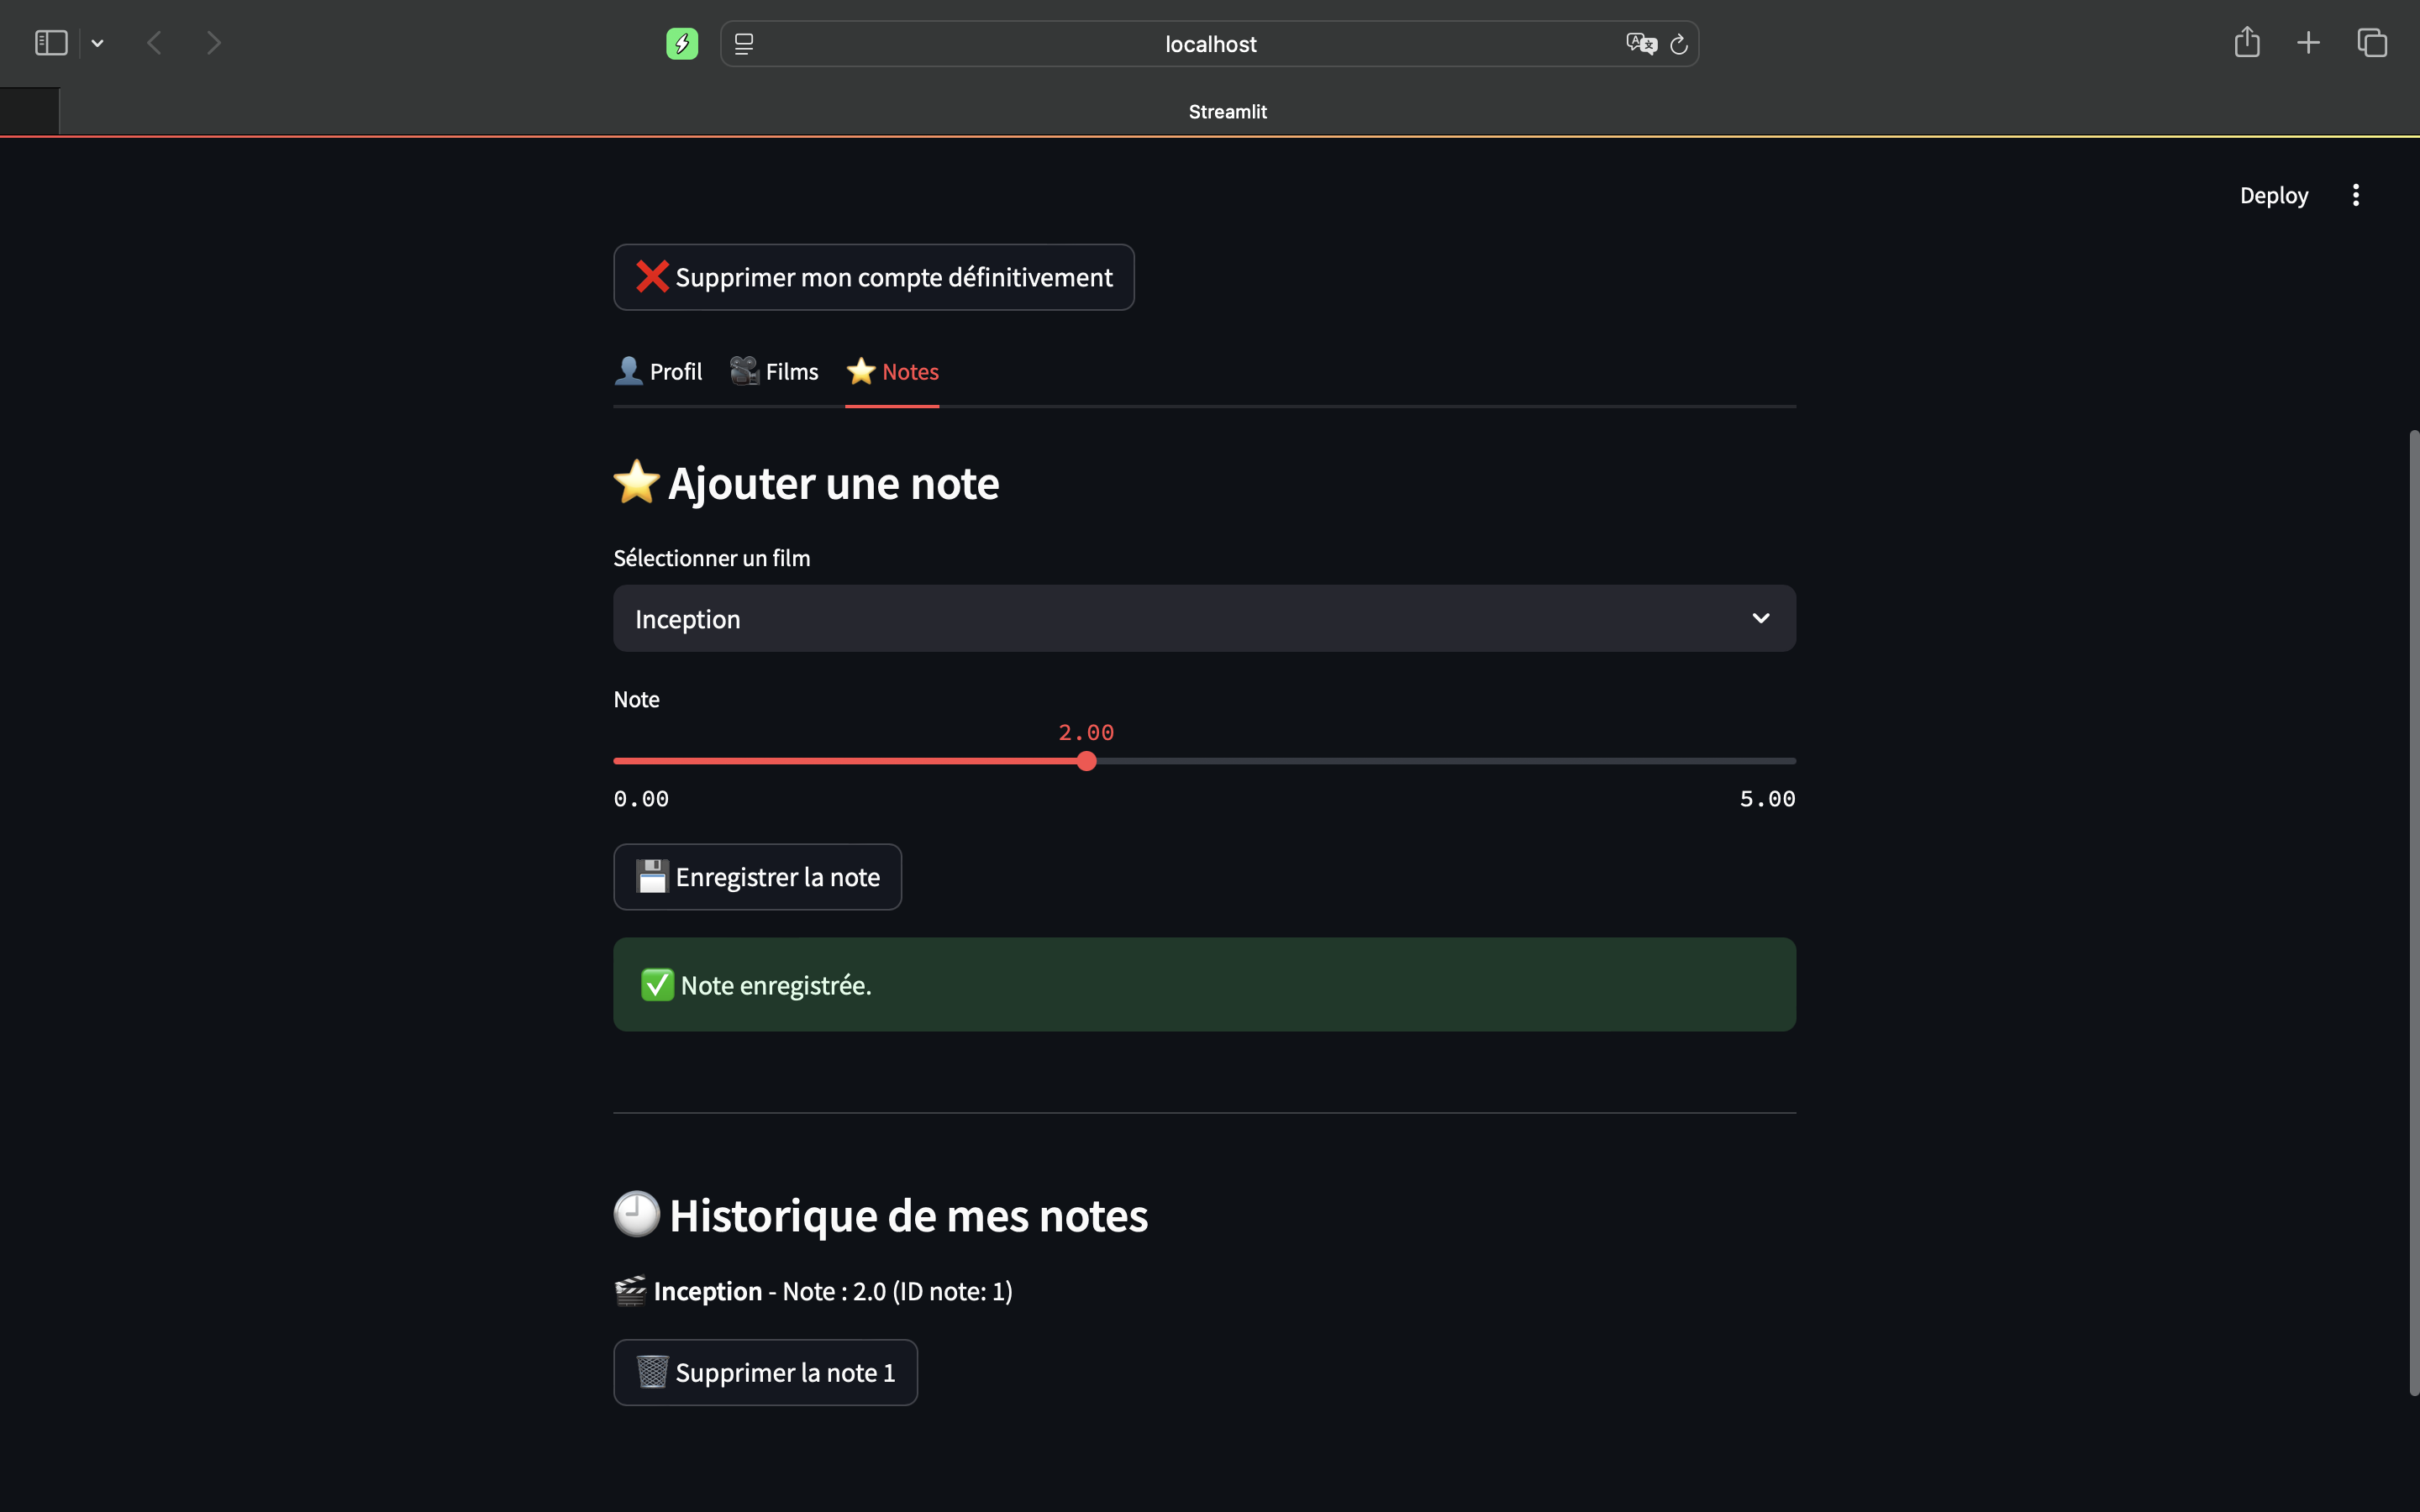 localhost
Streamlit
Deploy
❌ Supprimer mon compte définitivement
👤 Profil 🎥 Films ⭐ Notes
⭐ Ajouter une note
Sélectionner un film
Inception
Note
2.00
0.00 5.00
💾 Enregistrer la note
✅ Note enregistrée.
🕘 Historique de mes notes
🎬 Inception - Note : 2.0 (ID note: 1)
🗑️ Supprimer la note 1